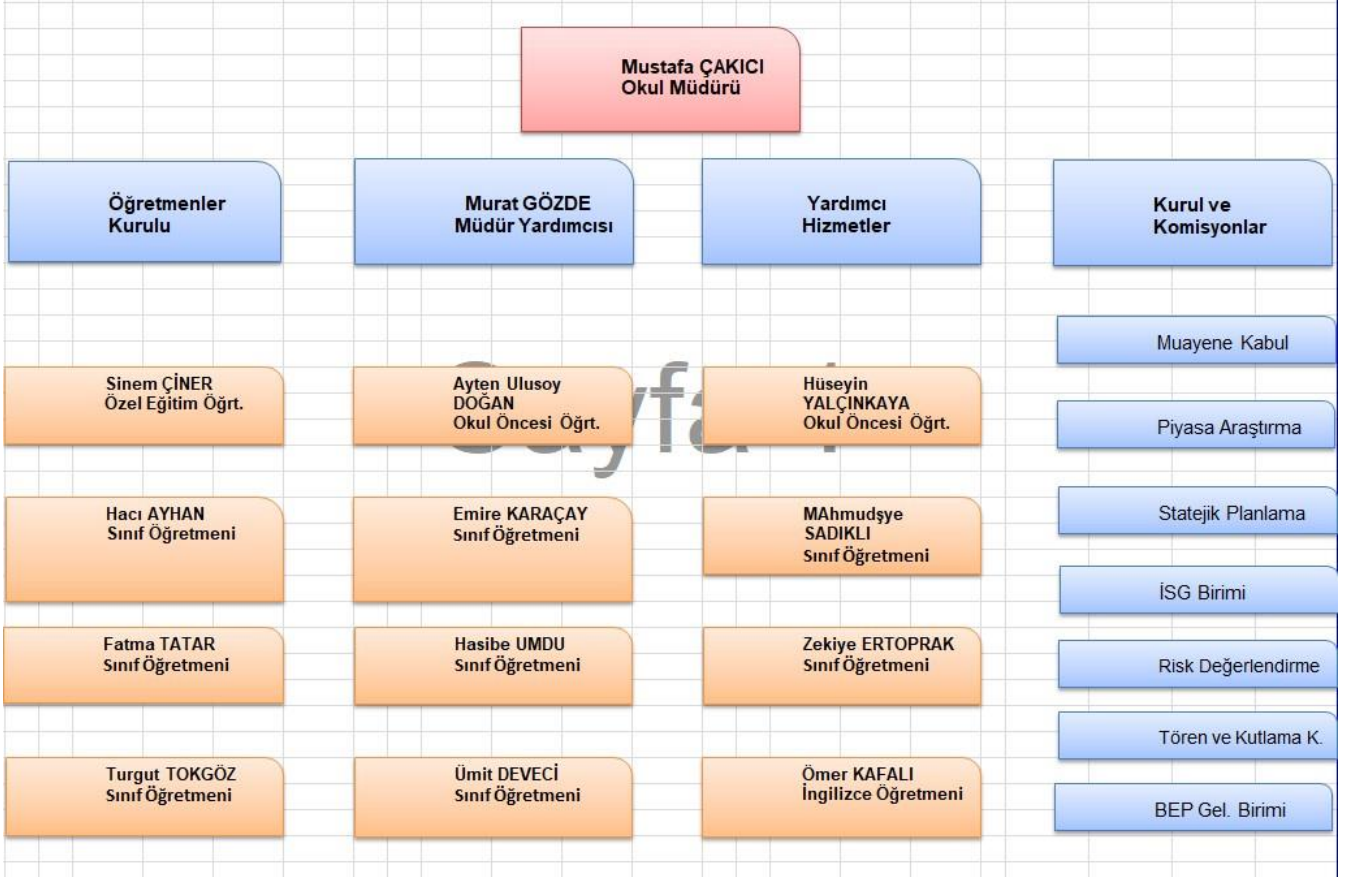 Mustafa ÇAKICI
Okul Müdürü
Öğretmenler
Kurulu
Murat GÖZDE
Müdür Yardımcısı
Yardımcı
Hizmetler
Kurul ve
Komisyonlar
Muayene Kabul
Piyasa Araştırma
Statejik Planlama
İSG Birimi
Risk Değerlendirme
Tören ve Kutlama K.
BEP Gel. Birimi
Sinem ÇİNER
Özel Eğitim Öğrt.
Ayten Ulusoy
DOĞAN
Okul Öncesi Öğrt.
Hüseyin
YALÇINKAYA
Okul Öncesi Öğrt.
Hacı AYHAN
Sınıf Öğretmeni
Emire KARAÇAY
Sınıf Öğretmeni
MAhmudşye
SADIKLI
Sınıf Öğretmeni
Fatma TATAR
Sınıf Öğretmeni
Hasibe UMDU
Sınıf Öğretmeni
Zekiye ERTOPRAK
Sınıf Öğretmeni
Turgut TOKGÖZ
Sınıf Öğretmeni
Ümit DEVECİ
Sınıf Öğretmeni
Ömer KAFALI
İngilizce Öğretmeni